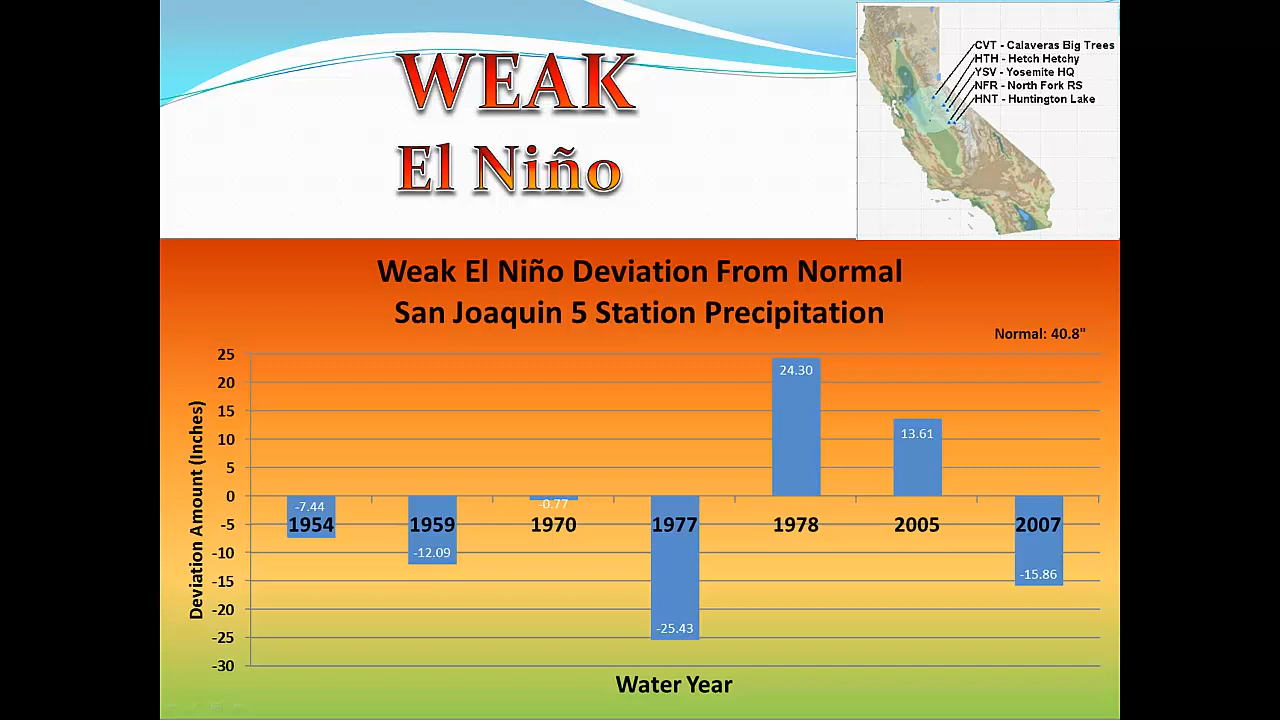 WEAK
El Niño
CVT - Calaveras Big Trees
HTH - Hetch Hetchy
YSV - Yosemite HQ
NFR - North Fork RS
HNT - Huntington Lake
Weak El Niño Deviation From Normal
San Joaquin 5 Station Precipitation
Normal: 40.8"
Deviation Amount (Inches)
25
20
15
10
5
0
-5
-10
-15
-20
-25
-30
-7.44
-12.09
-0.77
-25.43
24.30
13.61
-15.86
1954 1959 1970 1977 1978 2005 2007
Water Year